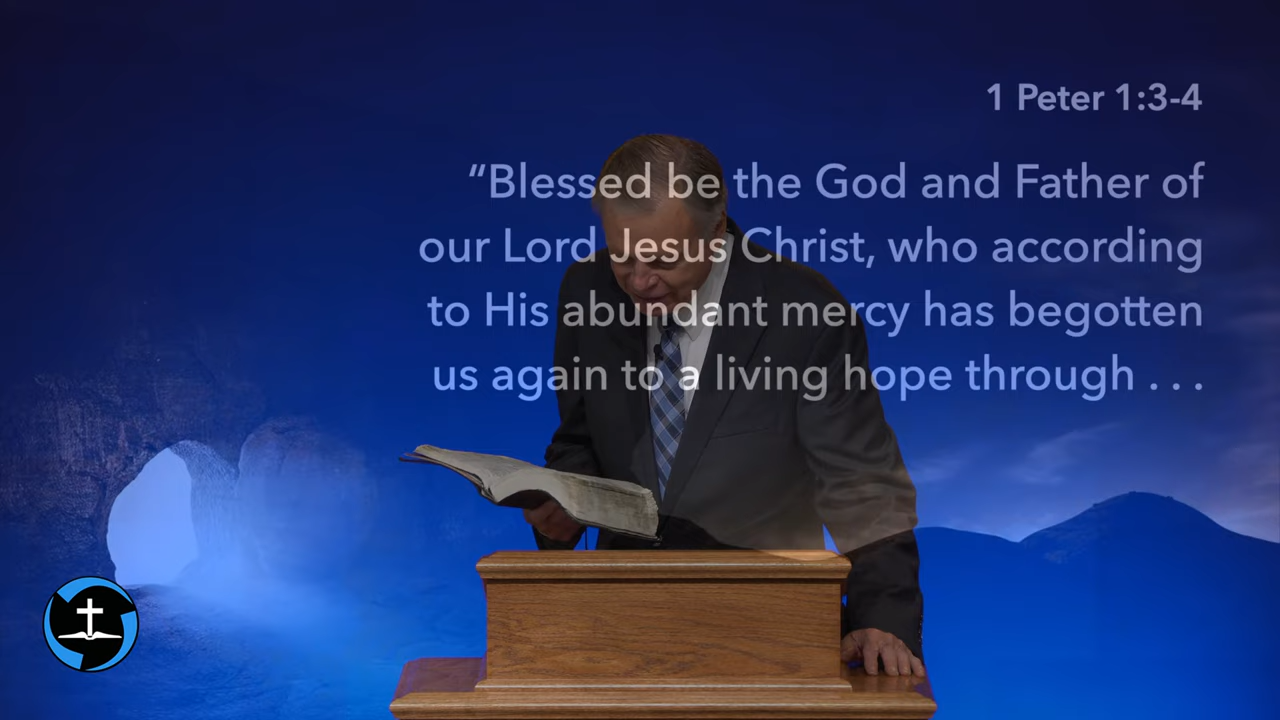 1 Peter 1:3-4
“Blessed be the God and Father of
our Lord Jesus Christ, who according
to His abundant mercy has begotten
us again to a living hope through . . .